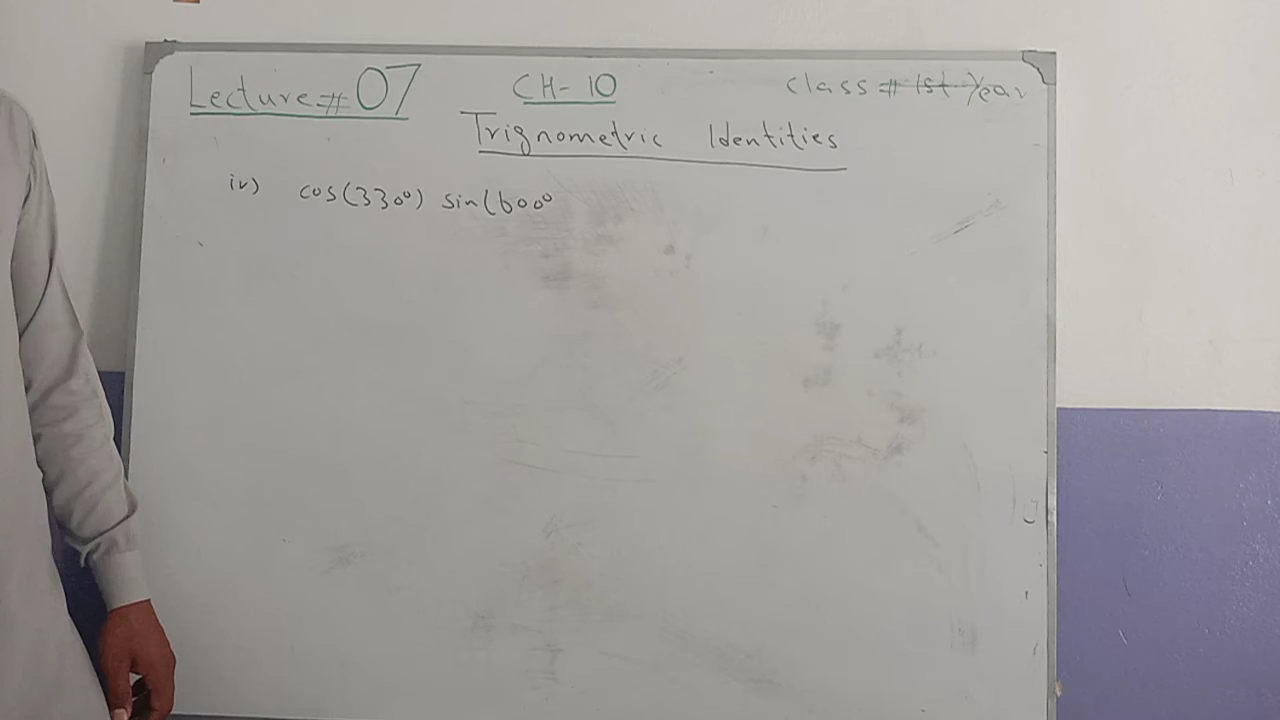 Lecture # 07 CH- 10 Class # 1st Year
Trignometric Identities
iv) cos(330°) sin(600°